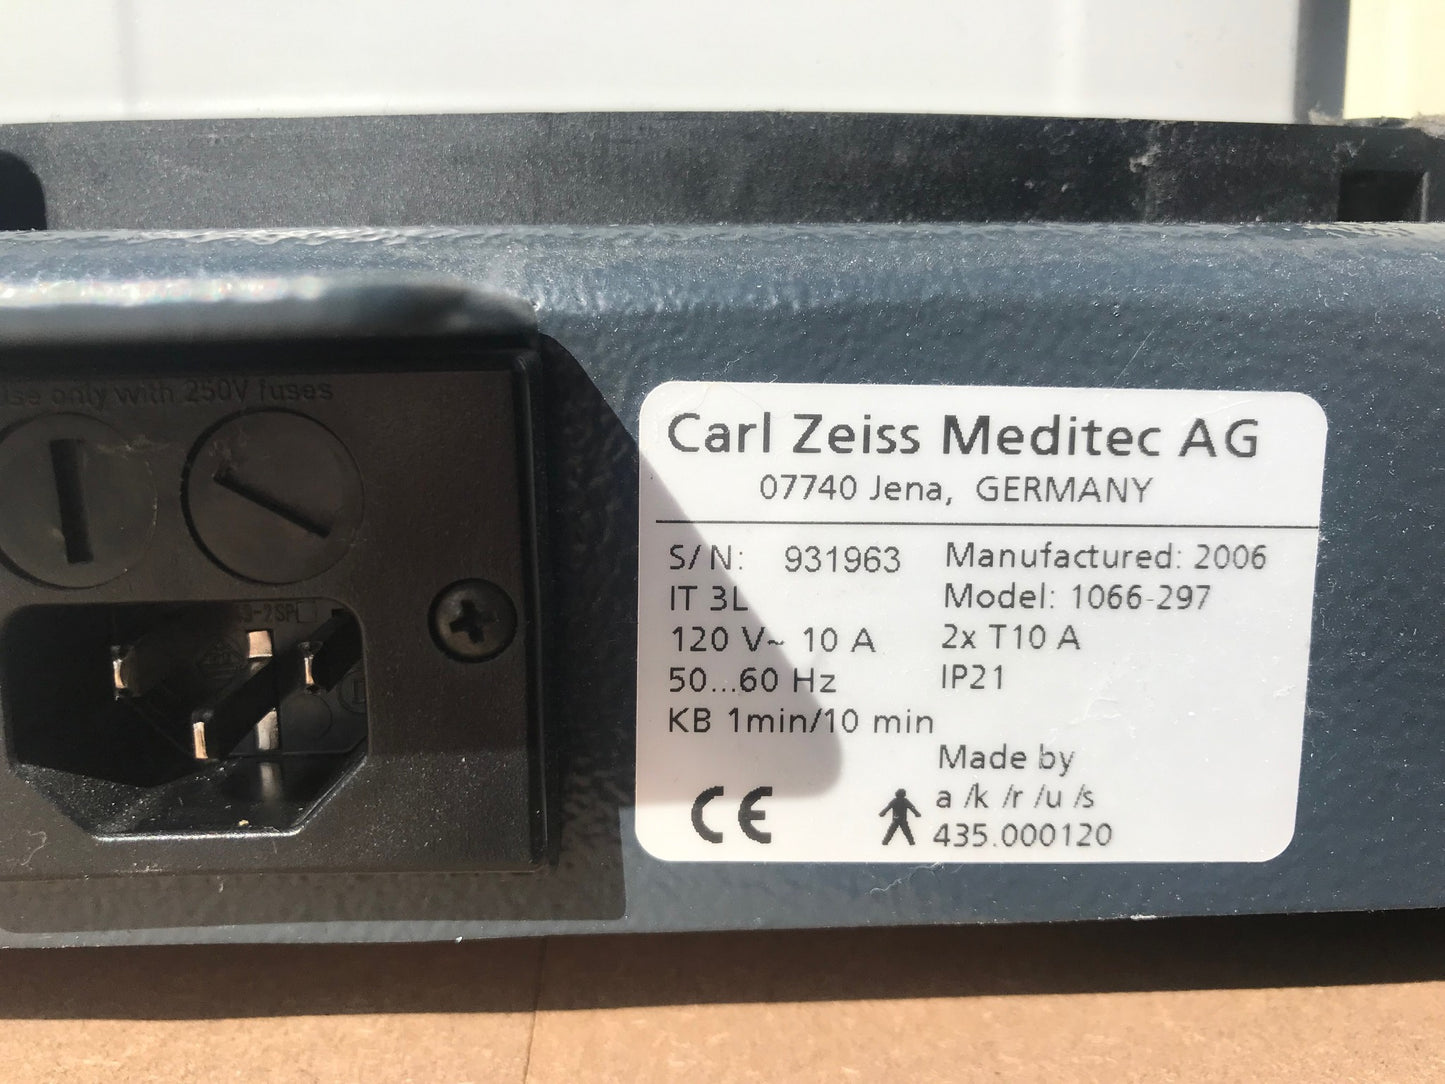 use only with 250V fuses
Carl Zeiss Meditec AG
07740 Jena, GERMANY
S/N: 931963 Manufactured: 2006
IT 3L Model: 1066-297
120 V~ 10 A 2x T10 A
50...60 Hz IP21
KB 1min/10 min
Made by
a /k /r /u /s
CE 435.000120